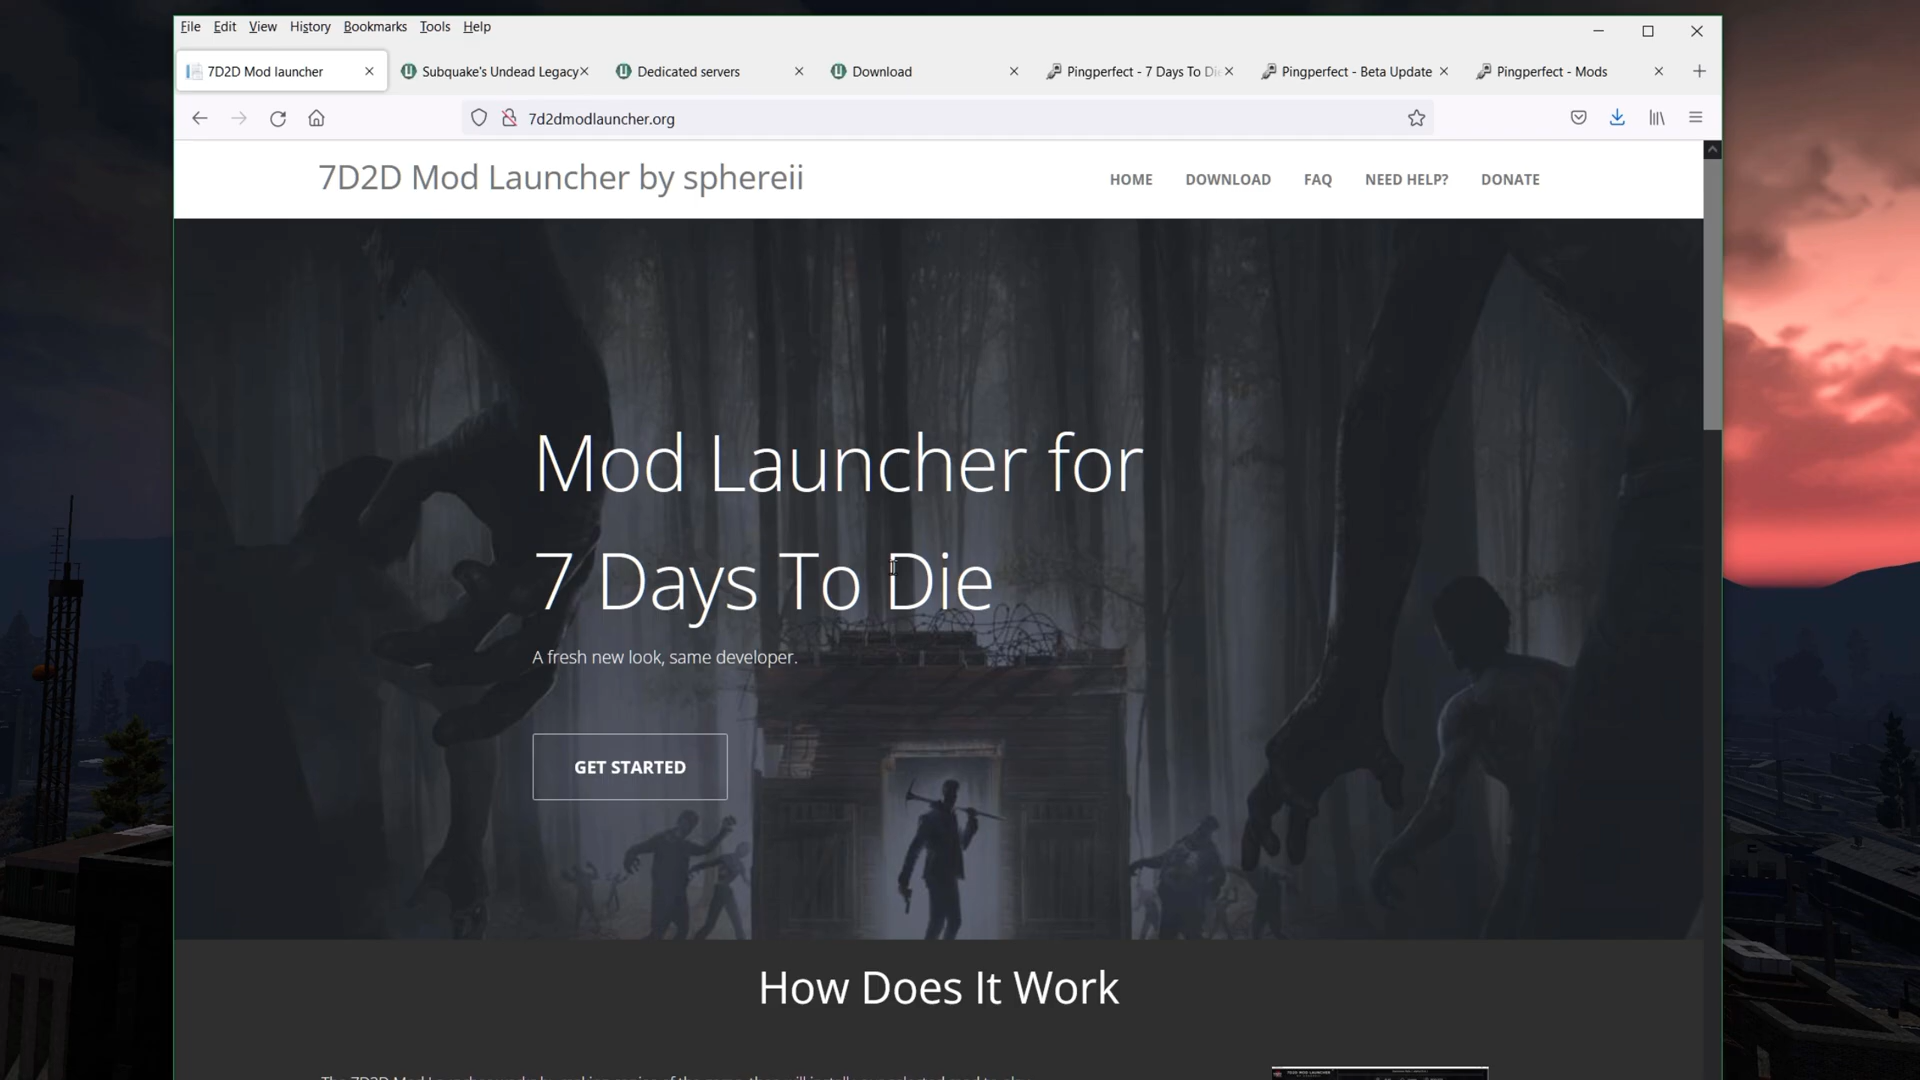 File Edit View History Bookmarks Tools Help
7D2D Mod launcher
Subquake's Undead Legacy
Dedicated servers
Download
Pingperfect - 7 Days To Di
Pingperfect - Beta Update
Pingperfect - Mods
7d2dmodlauncher.org
7D2D Mod Launcher by sphereii
HOME DOWNLOAD FAQ NEED HELP? DONATE
Mod Launcher for
7 Days To Die
A fresh new look, same developer.
GET STARTED
How Does It Work